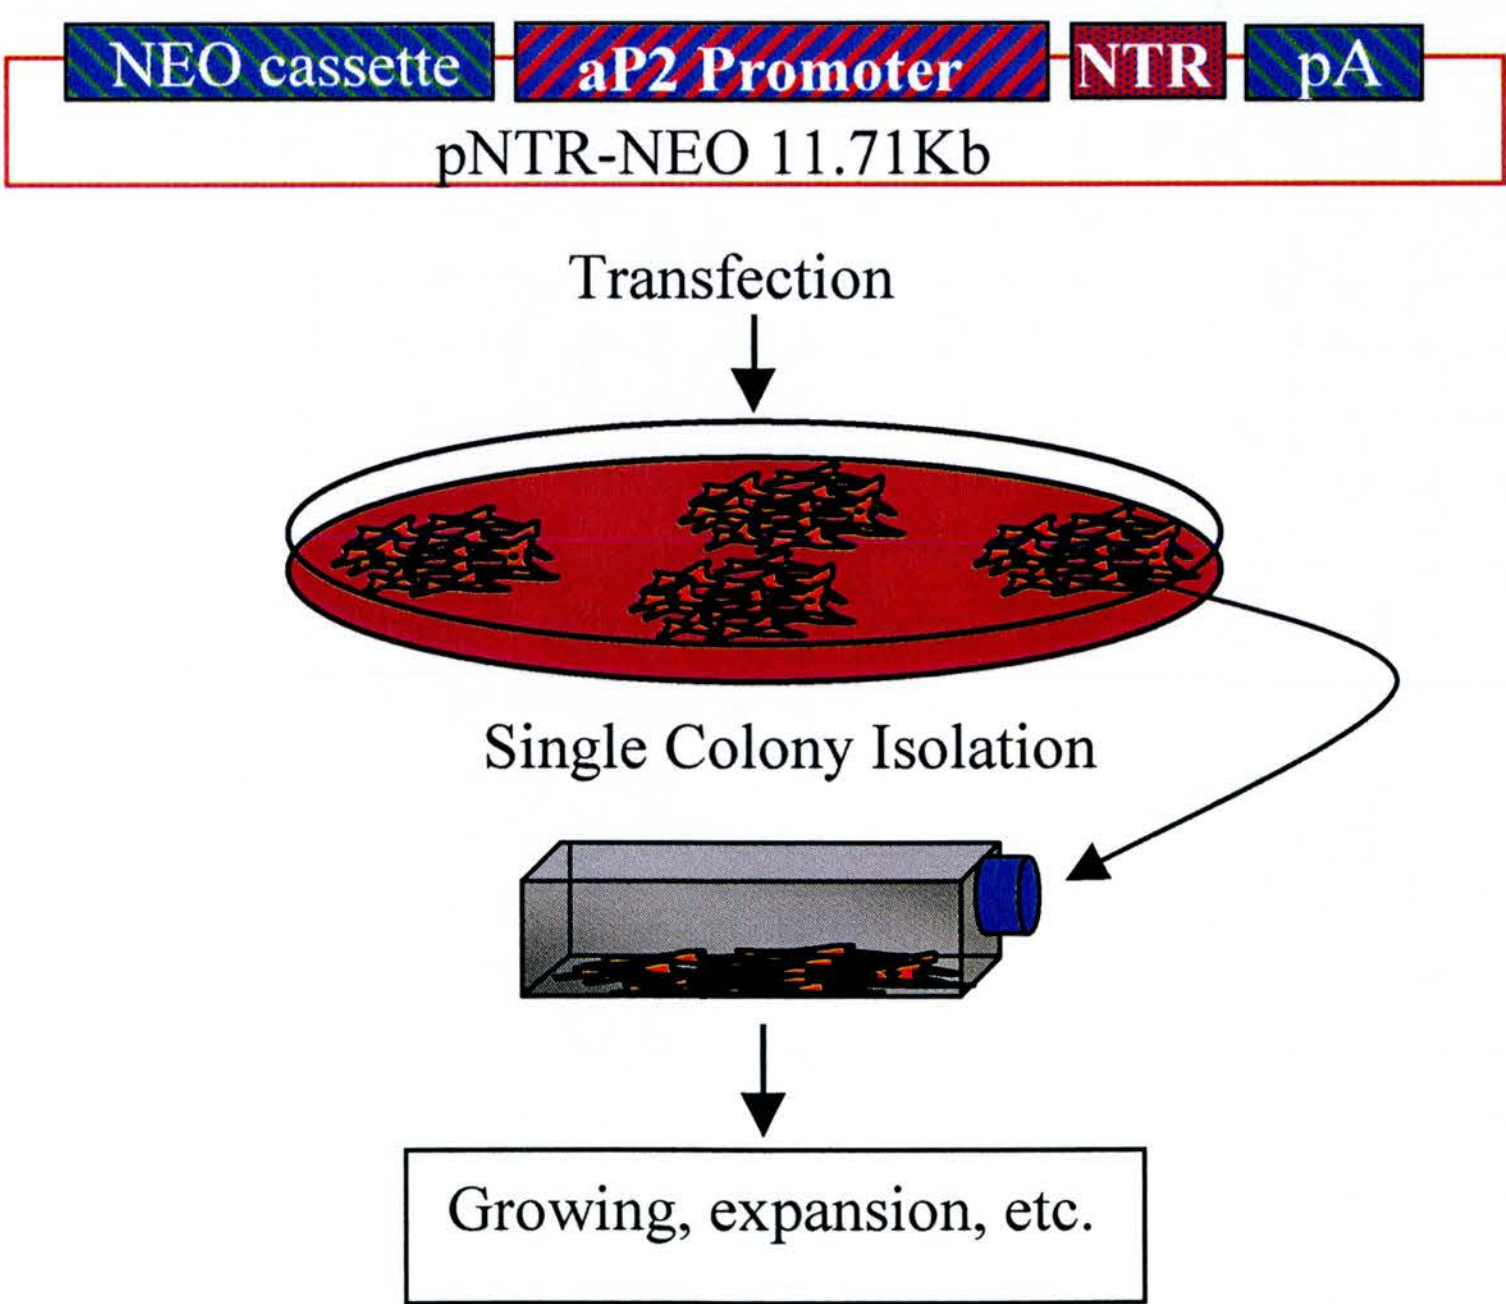 NEO cassette aP2 Promoter NTR pA
pNTR-NEO 11.71Kb
Transfection
Single Colony Isolation
Growing, expansion, etc.